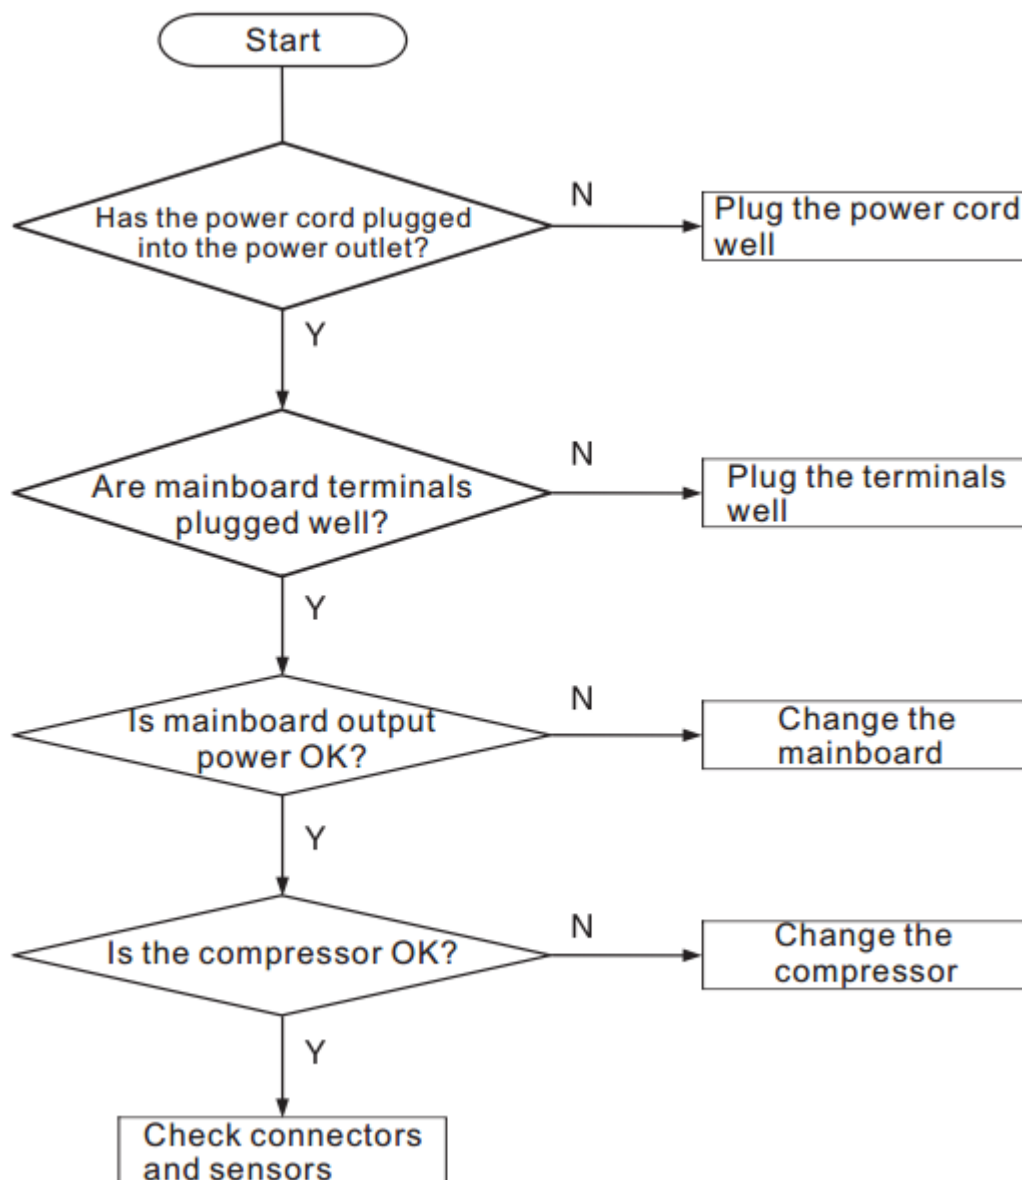 Start
Has the power cord plugged
into the power outlet?
N
Plug the power cord
well
Y
Are mainboard terminals
plugged well?
N
Plug the terminals
well
Y
Is mainboard output
power OK?
N
Change the
mainboard
Y
Is the compressor OK?
N
Change the
compressor
Y
Check connectors
and sensors